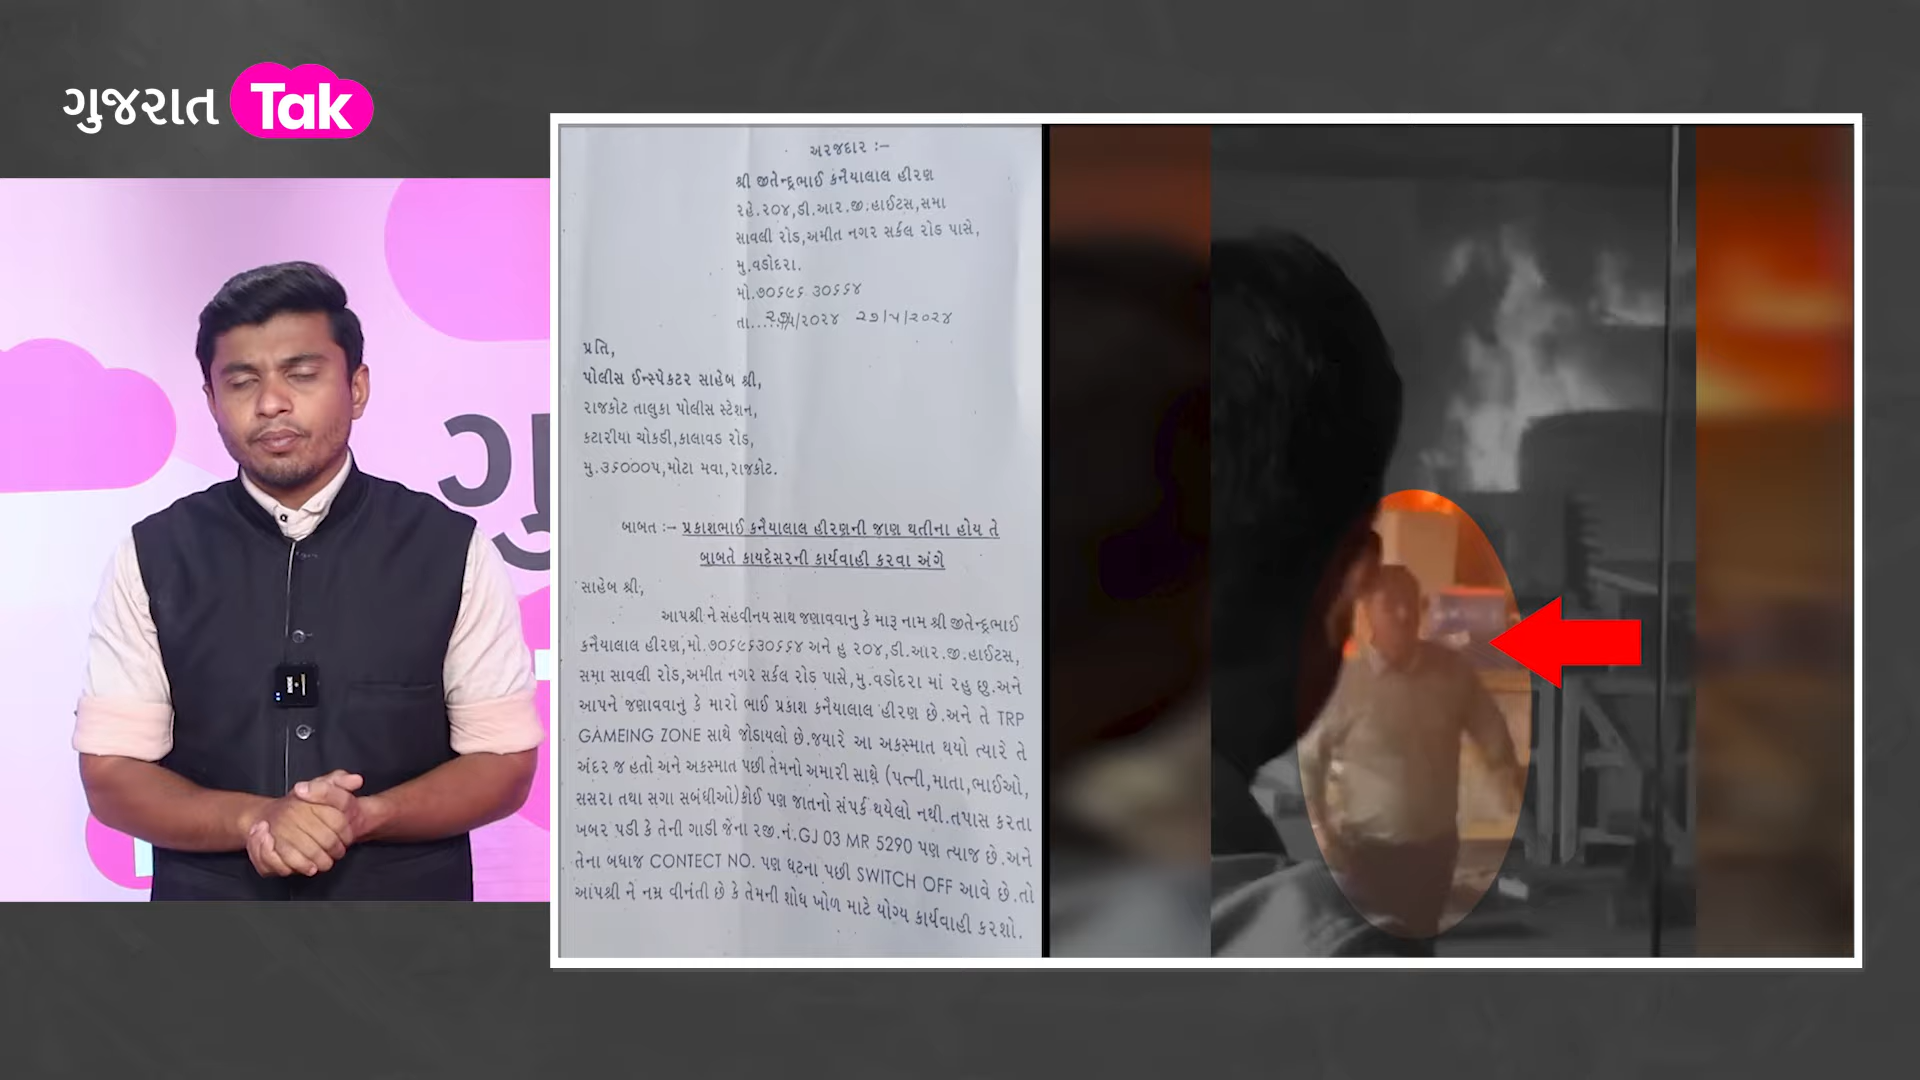 ગુજરાત Tak
અરજદાર :–
શ્રી જીતેન્દ્રભાઈ કનૈયાલાલ હીરણ
રહે.૨૦૪,ડી.આર.જી.હાઈટસ,સમા
સાવલી રોડ,અમીત નગર સર્કલ રોડ પાસે,
મુ.વડોદરા.
મો.૭૦૬૯૬ ૩૦૬૬૪
તા.../૨૦૨૪ ૨૭/૫/૨૦૨૪
પ્રતિ,
પોલીસ ઈન્સ્પેકટર સાહેબ શ્રી,
રાજકોટ તાલુકા પોલીસ સ્ટેશન,
કટારીયા ચોકડી,કાલાવડ રોડ,
મુ.૩૬૦૦૦૫,મોટા મવા,રાજકોટ.
બાબત :– પ્રકાશભાઈ કનૈયાલાલ હીરણની જાણ થતીના હોય તે
બાબતે કાયદેસરની કાર્યવાહી કરવા અંગે
સાહેબ શ્રી,
આપશ્રી ને સહવીનય સાથ જણાવવાનુ કે મારૂ નામ શ્રી જીતેન્દ્રભાઈ
કનૈયાલાલ હીરણ,મો.૭૦૬૯૬૩૦૬૬૪ અને હુ ૨૦૪,ડી.આર.જી.હાઈટસ,
સમા સાવલી રોડ,અમીત નગર સર્કલ રોડ પાસે,મુ.વડોદરા માં રહુ છુ.અને
આપને જણાવવાનુ કે મારો ભાઈ પ્રકાશ કનૈયાલાલ હીરણ છે.અને તે TRP
GAMEING ZONE સાથે જોડાયલો છે.જયારે આ અકસ્માત થયો ત્યારે તે
અંદર જ હતો અને અકસ્માત પછી તેમનો અમારી સાથે (પત્ની,માતા,ભાઈઓ,
સસરા તથા સગા સબંધીઓ)કોઈ પણ જાતનો સંપર્ક થયેલો નથી.તપાસ કરતા
ખબર પડી કે તેની ગાડી જેના રજી.નં.GJ 03 MR 5290 પણ ત્યાજ છે.અને
તેના બધાજ CONTECT NO. પણ ઘટના પછી SWITCH OFF આવે છે.તો
આપશ્રી ને નમ્ર વીનંતી છે કે તેમની શોધ ખોળ માટે યોગ્ય કાર્યવાહી કરશો.
ગુ